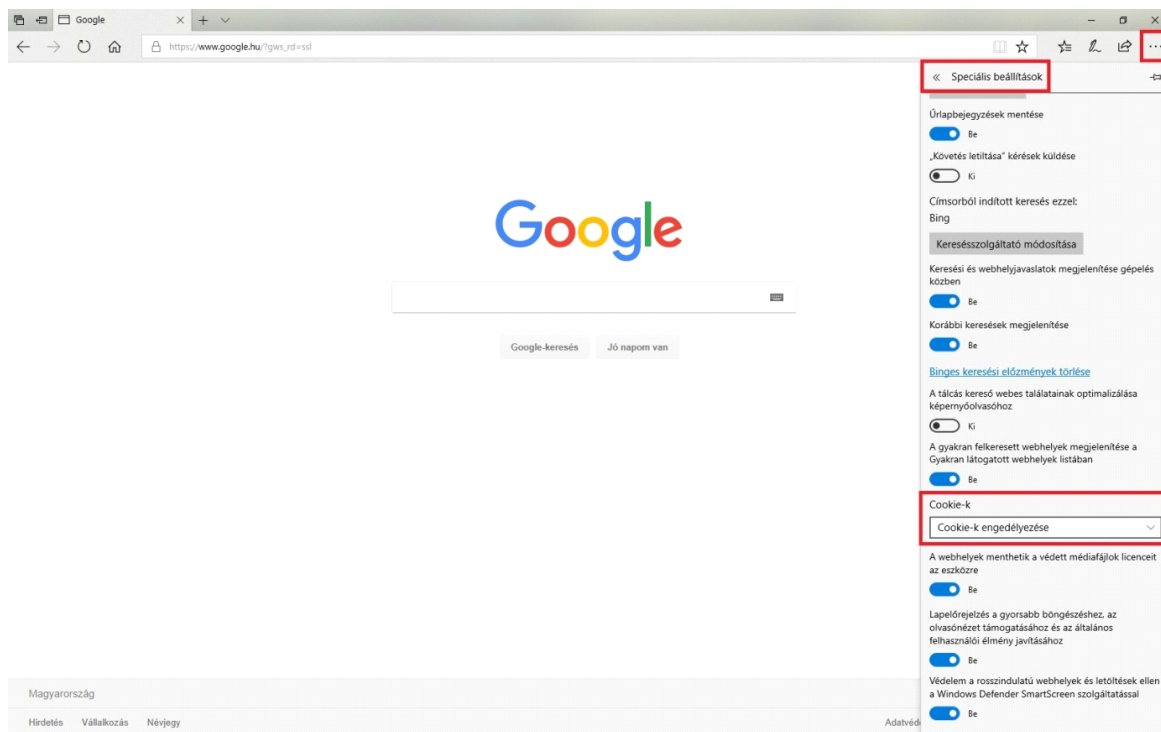 Google
https://www.google.hu/?gws_rd=ssl
Speciális beállítások
Űrlapbejegyzések mentése
Be
„Követés letiltása” kérések küldése
Ki
Címsorból indított keresés ezzel:
Bing
Keresésszolgáltató módosítása
Keresési és webhelyjavaslatok megjelenítése gépelés
közben
Be
Korábbi keresések megjelenítése
Be
Binges keresési előzmények törlése
A tálcás kereső webes találatainak optimalizálása
képernyőolvasóhoz
Ki
A gyakran felkeresett webhelyek megjelenítése a
Gyakran látogatott webhelyek listában
Be
Cookie-k
Cookie-k engedélyezése
A webhelyek menthetik a védett médiafájlok licenceit
az eszközre
Be
Lapelőrejelzés a gyorsabb böngészéshez, az
olvasónézet támogatásához és az általános
felhasználói élmény javításához
Be
Védelem a rosszindulatú webhelyek és letöltések ellen
a Windows Defender SmartScreen szolgáltatással
Be
Google
Google-keresés Jó napom van
Magyarország
Hirdetés Vállalkozás Névjegy